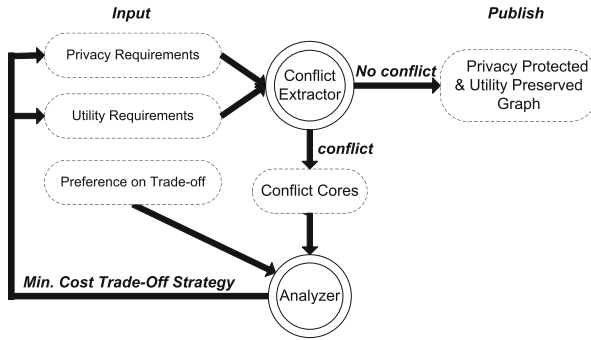 Input
Publish
Privacy Requirements
Utility Requirements
Preference on Trade-off
Conflict
Extractor
No conflict
Privacy Protected
& Utility Preserved
Graph
conflict
Conflict Cores
Min. Cost Trade-Off Strategy
Analyzer